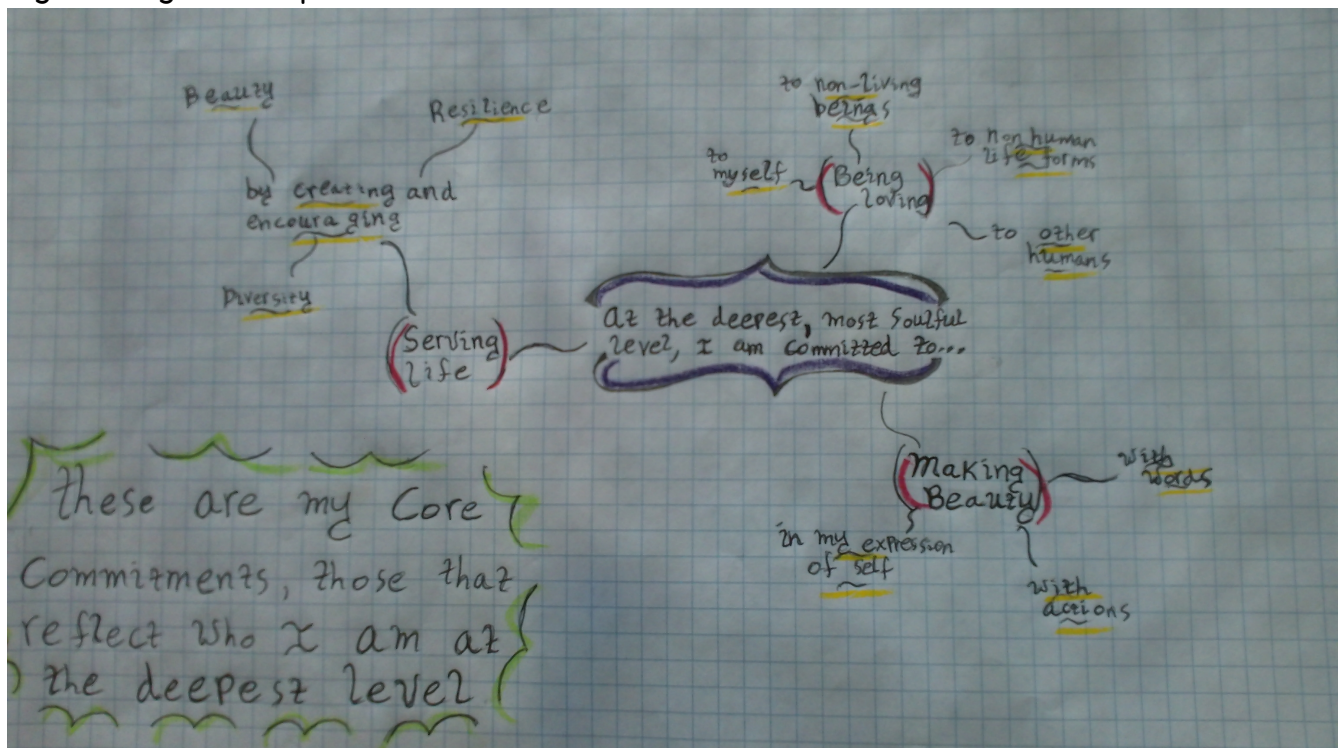 Beauty
Resilience
by creating and
encouraging
Diversity
(Serving
life)
to non-living
beings
to
myself
(Being
loving)
to non human
life forms
to other
humans
at the deepest, most soulful
level, I am committed to...
(Making
Beauty)
with
words
in my expression
of self
with
actions
these are my Core
Commitments, those that
reflect who I am at
the deepest level